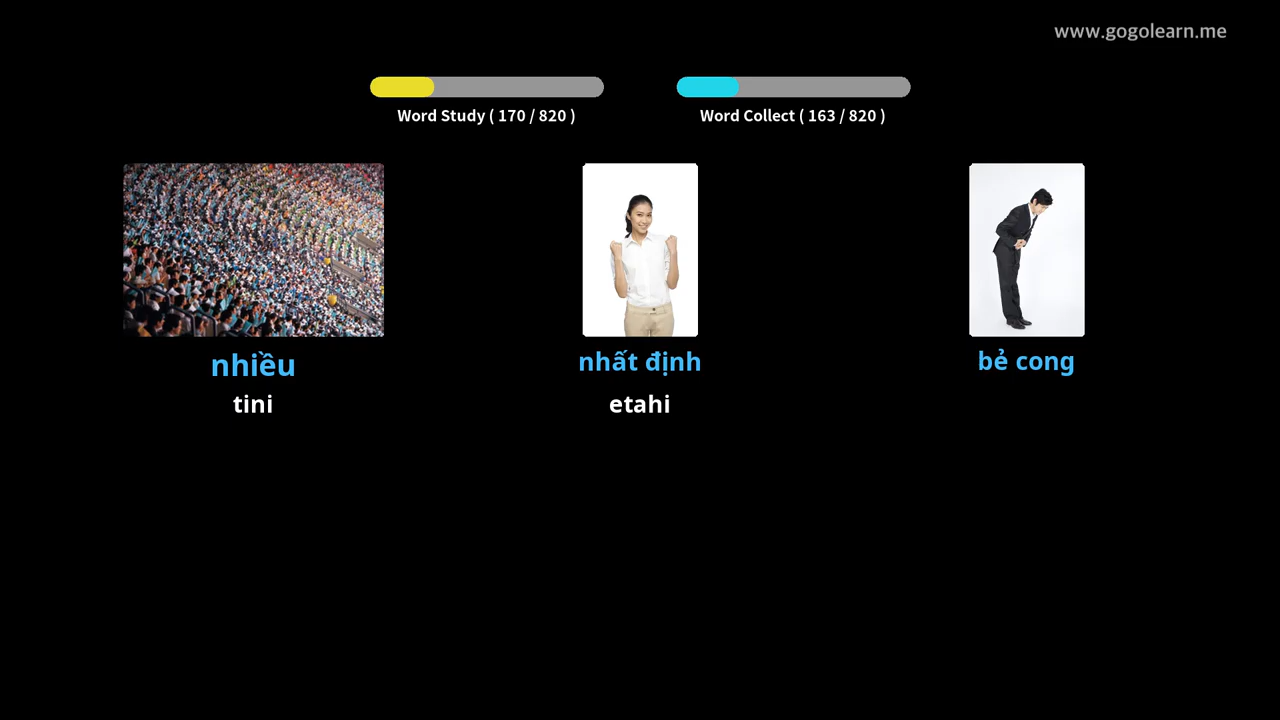 www.gogolearn.me
Word Study ( 170 / 820 )
Word Collect ( 163 / 820 )
nhiều
nhất định
bẻ cong
tini
etahi